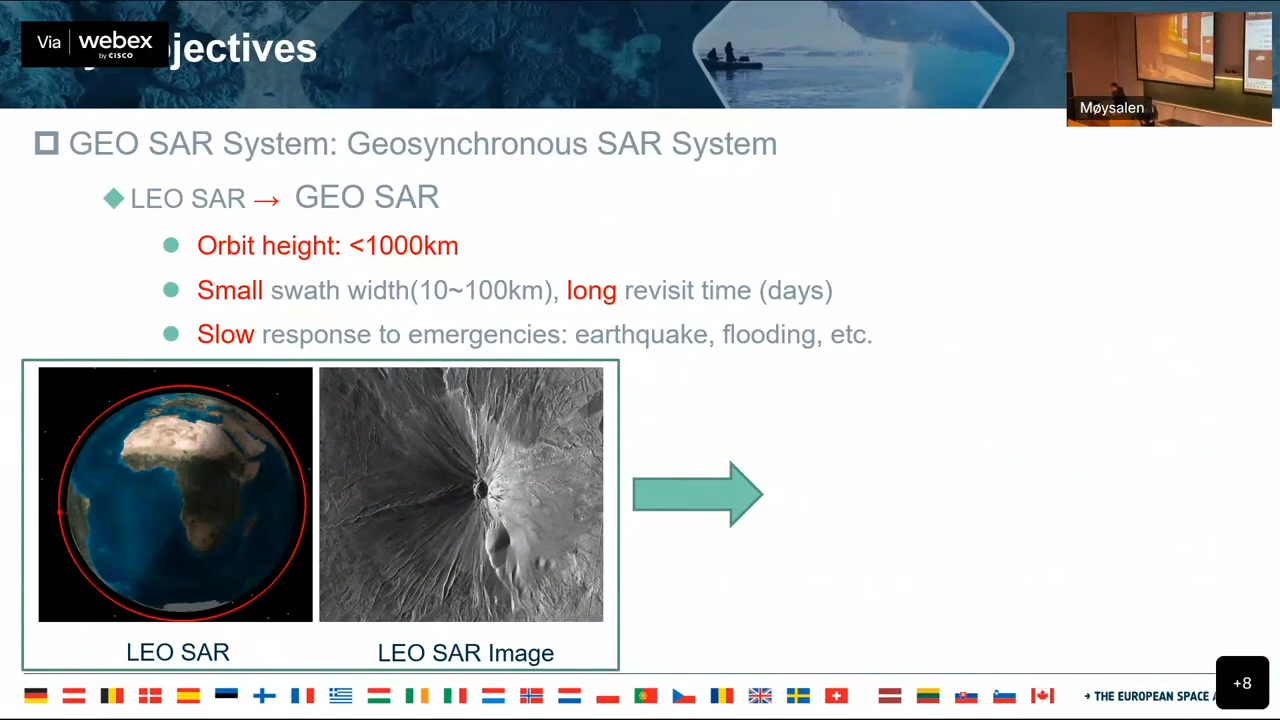 Via webex
by CISCO
jectives
Møysalen
GEO SAR System: Geosynchronous SAR System
LEO SAR → GEO SAR
Orbit height: <1000km
Small swath width(10~100km), long revisit time (days)
Slow response to emergencies: earthquake, flooding, etc.
LEO SAR
LEO SAR Image
→ THE EUROPEAN SPACE
+8